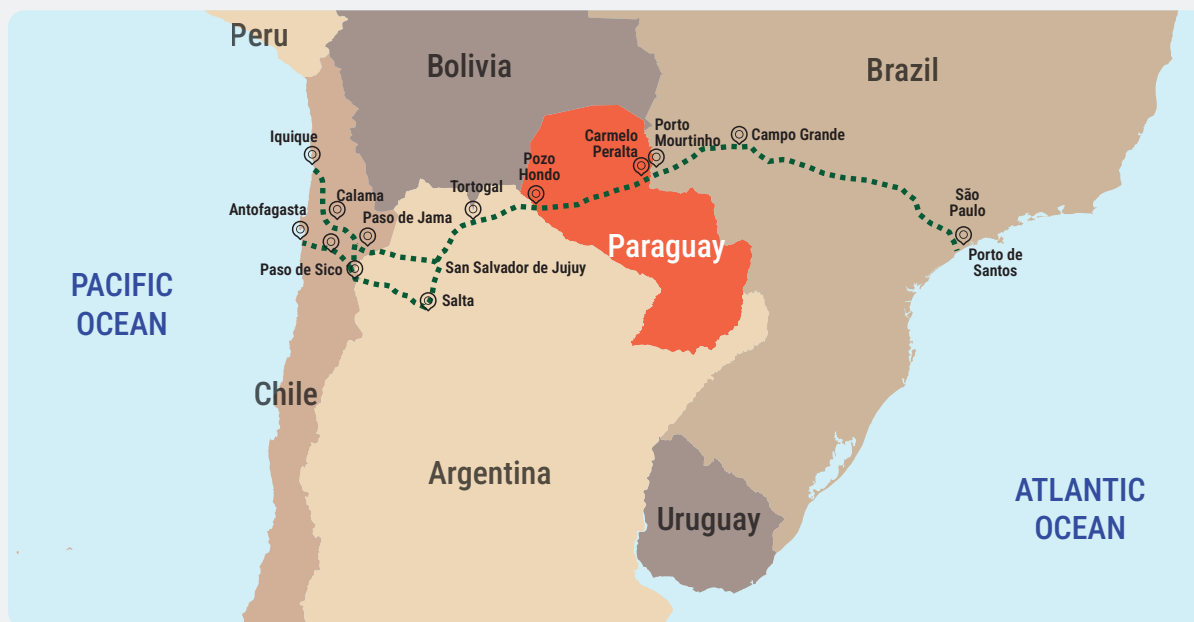 Peru
Bolivia
Brazil
Iquique
Carmelo
Peralta
Porto
Mourtinho
Campo Grande
Pozo
Hondo
Tortogal
Calama
Antofagasta
Paso de Jama
São
Paulo
Porto de
Santos
Paraguay
Paso de Sico
San Salvador de Jujuy
Salta
PACIFIC
OCEAN
Chile
Argentina
Uruguay
ATLANTIC
OCEAN